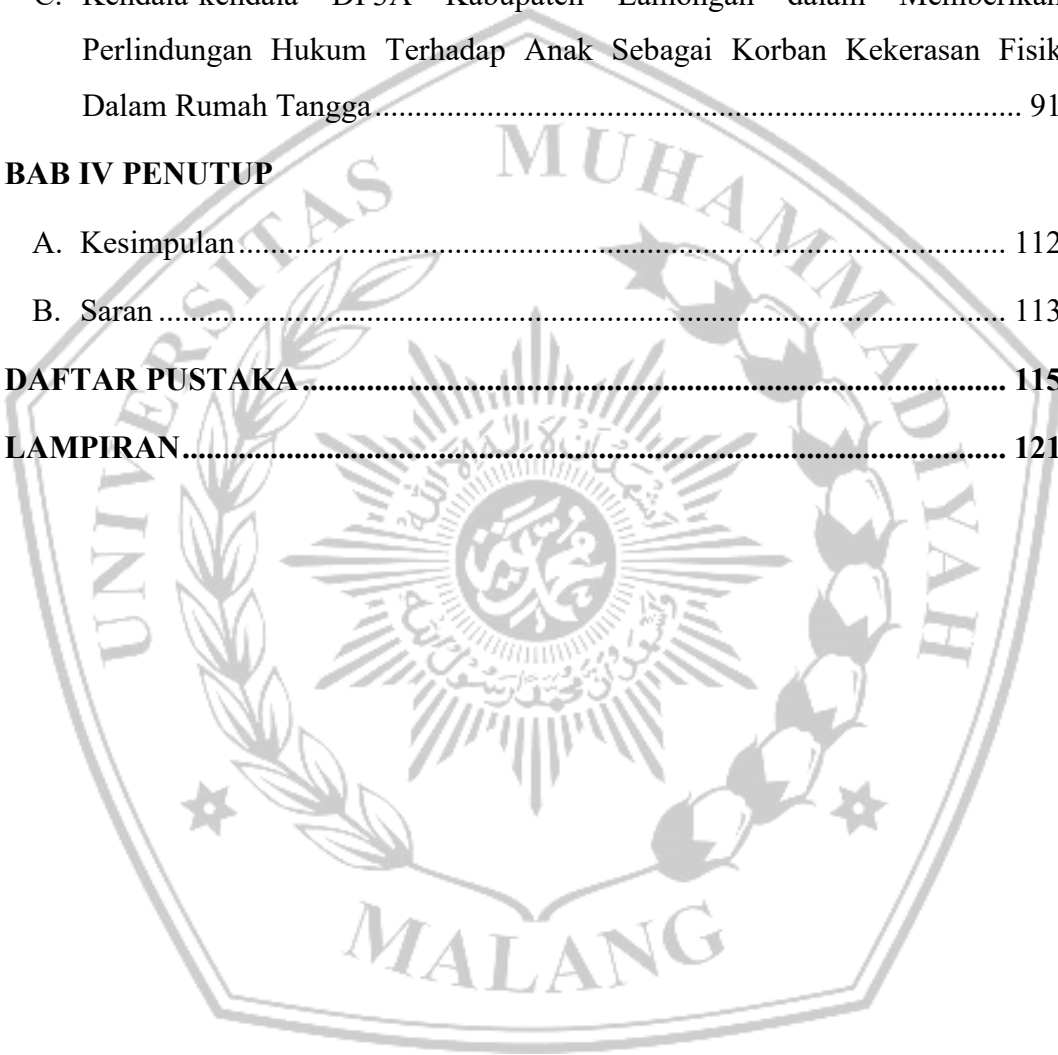 C. Kendala-kendala DP3A Kabupaten Lamongan dalam Memberikan
Perlindungan Hukum Terhadap Anak Sebagai Korban Kekerasan Fisik
Dalam Rumah Tangga ........................................................................... 91
BAB IV PENUTUP
A. Kesimpulan ........................................................................... 112
B. Saran ........................................................................... 113
DAFTAR PUSTAKA ........................................................................... 115
LAMPIRAN ........................................................................... 121
UNIVERSITAS MUHAMMADIYAH
MALANG